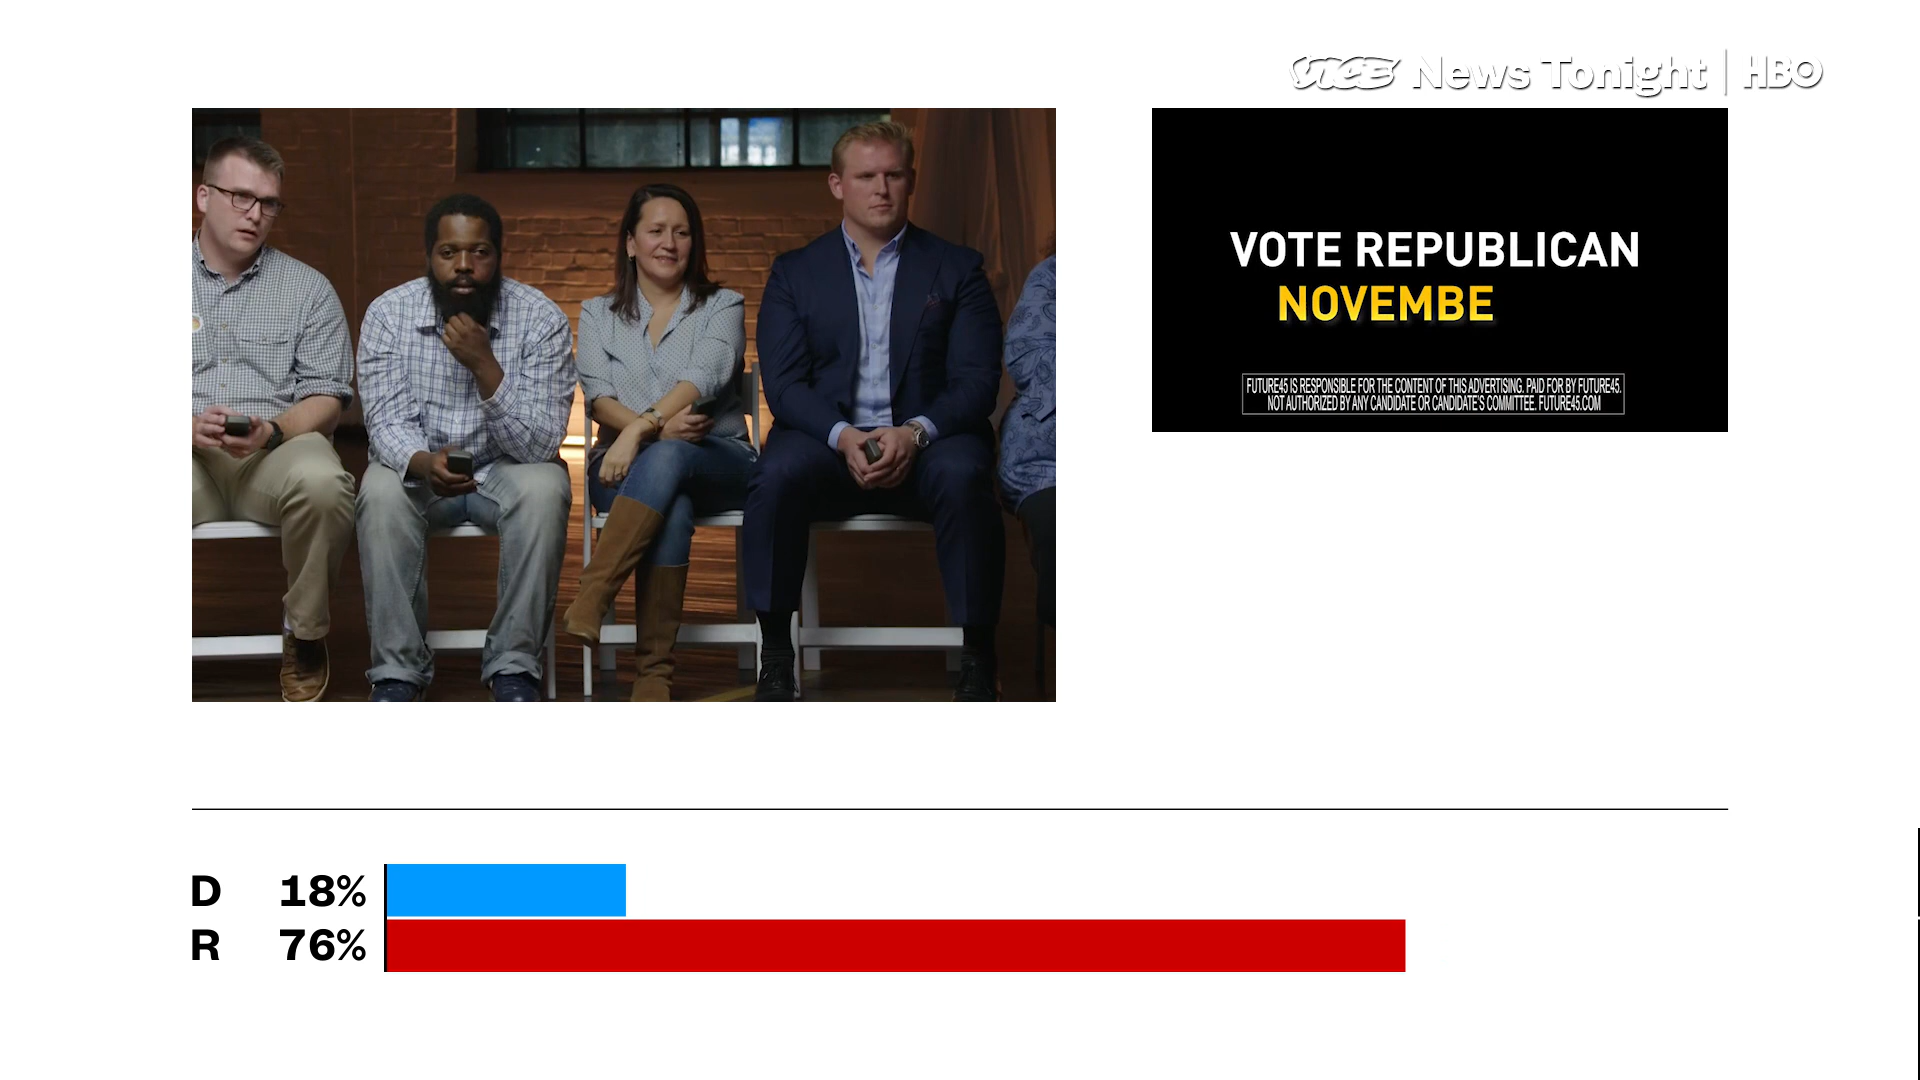 VICE News Tonight | HBO
VOTE REPUBLICAN
NOVEMBE
FUTURE45 IS RESPONSIBLE FOR THE CONTENT OF THIS ADVERTISING. PAID FOR BY FUTURE45.
NOT AUTHORIZED BY ANY CANDIDATE OR CANDIDATE'S COMMITTEE. FUTURE45.COM
D 18%
R 76%